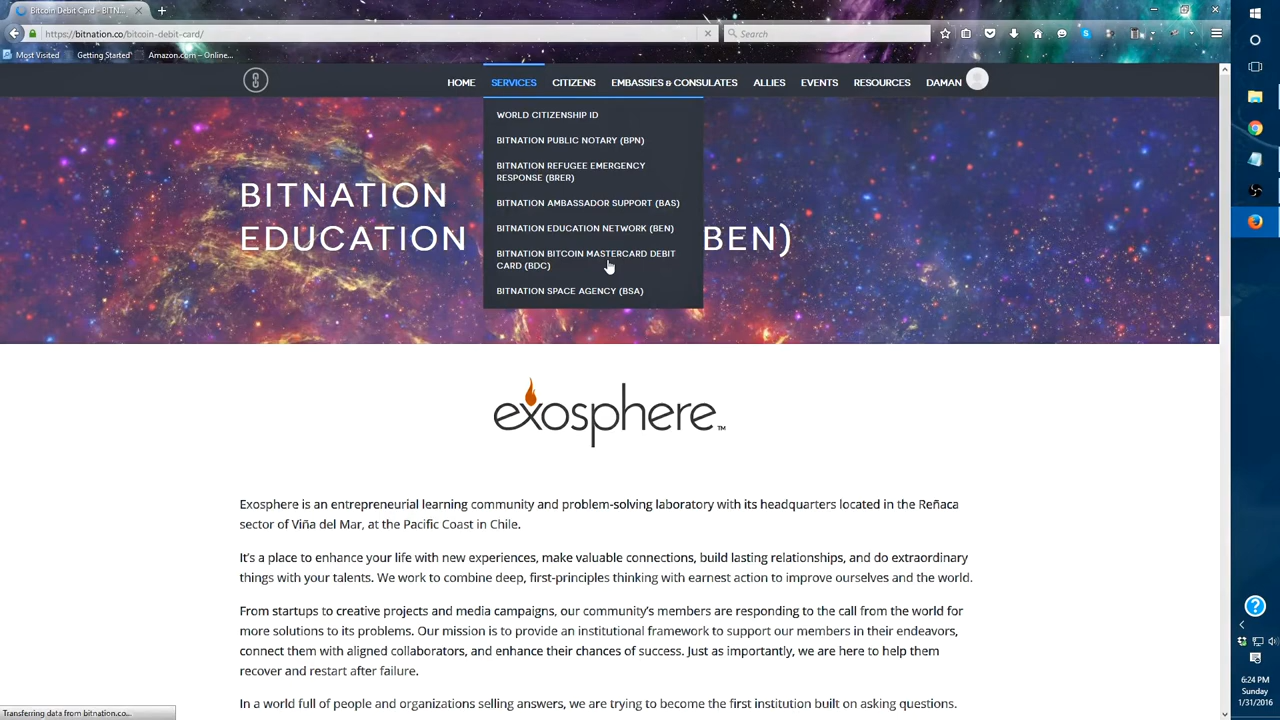 Bitcoin Debit Card - BITN...
https://bitnation.co/bitcoin-debit-card/
Search
Most Visited
Getting Started
Amazon.com – Online...
HOME
SERVICES
CITIZENS
EMBASSIES & CONSULATES
ALLIES
EVENTS
RESOURCES
DAMAN
WORLD CITIZENSHIP ID
BITNATION PUBLIC NOTARY (BPN)
BITNATION REFUGEE EMERGENCY
RESPONSE (BRER)
BITNATION AMBASSADOR SUPPORT (BAS)
BITNATION EDUCATION NETWORK (BEN)
BITNATION BITCOIN MASTERCARD DEBIT
CARD (BDC)
BITNATION SPACE AGENCY (BSA)
BITNATION
EDUCATION BEN)
exosphere™
Exosphere is an entrepreneurial learning community and problem-solving laboratory with its headquarters located in the Reñaca
sector of Viña del Mar, at the Pacific Coast in Chile.
It's a place to enhance your life with new experiences, make valuable connections, build lasting relationships, and do extraordinary
things with your talents. We work to combine deep, first-principles thinking with earnest action to improve ourselves and the world.
From startups to creative projects and media campaigns, our community's members are responding to the call from the world for
more solutions to its problems. Our mission is to provide an institutional framework to support our members in their endeavors,
connect them with aligned collaborators, and enhance their chances of success. Just as importantly, we are here to help them
recover and restart after failure.
In a world full of people and organizations selling answers, we are trying to become the first institution built on asking questions.
Transferring data from bitnation.co...
6:24 PM
Sunday
1/31/2016